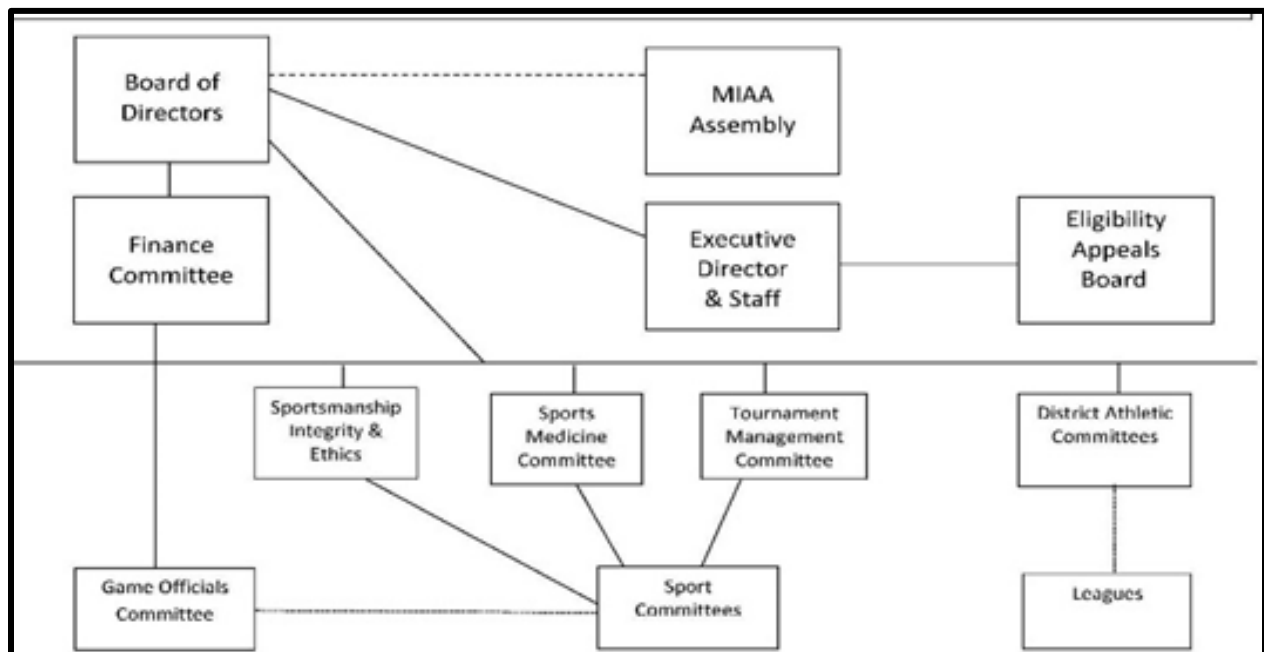 Board of
Directors
MIAA
Assembly
Finance
Committee
Executive
Director
& Staff
Eligibility
Appeals
Board
Sportsmanship
Integrity &
Ethics
Sports
Medicine
Committee
Tournament
Management
Committee
District Athletic
Committees
Game Officials
Committee
Sport
Committees
Leagues